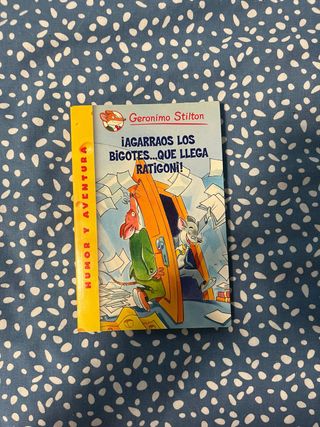 Geronimo Stilton
¡AGARRAOS LOS
BIGOTES...QUE LLEGA
RATIGONI!
HUMOR Y AVENTURA